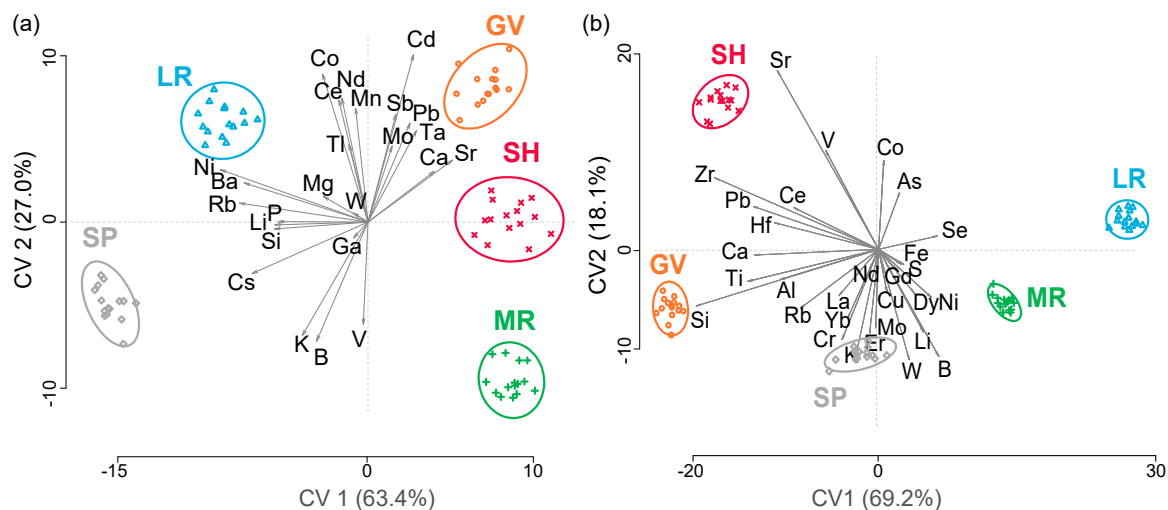 (a)
10
0
-10
CV 2 (27.0%)
-15
0
10
CV 1 (63.4%)
GV
LR
SH
SP
MR
Cd
Co
Nd
Ce
Mn
Sb
Pb
Mo
Ta
Tl
Ca
Sr
Ni
Ba
Mg
Rb
W
P
Li
Si
Ga
Cs
K
B
V
(b)
20
0
-10
CV2 (18.1%)
-20
0
30
CV1 (69.2%)
SH
LR
GV
MR
SP
Sr
V
Co
Zr
As
Pb
Ce
Hf
Se
Ca
Fe
S
Ti
Nd
Gd
Al
La
Cu
Dy
Ni
Si
Rb
Yb
Mo
Cr
Er
Li
K
W
B